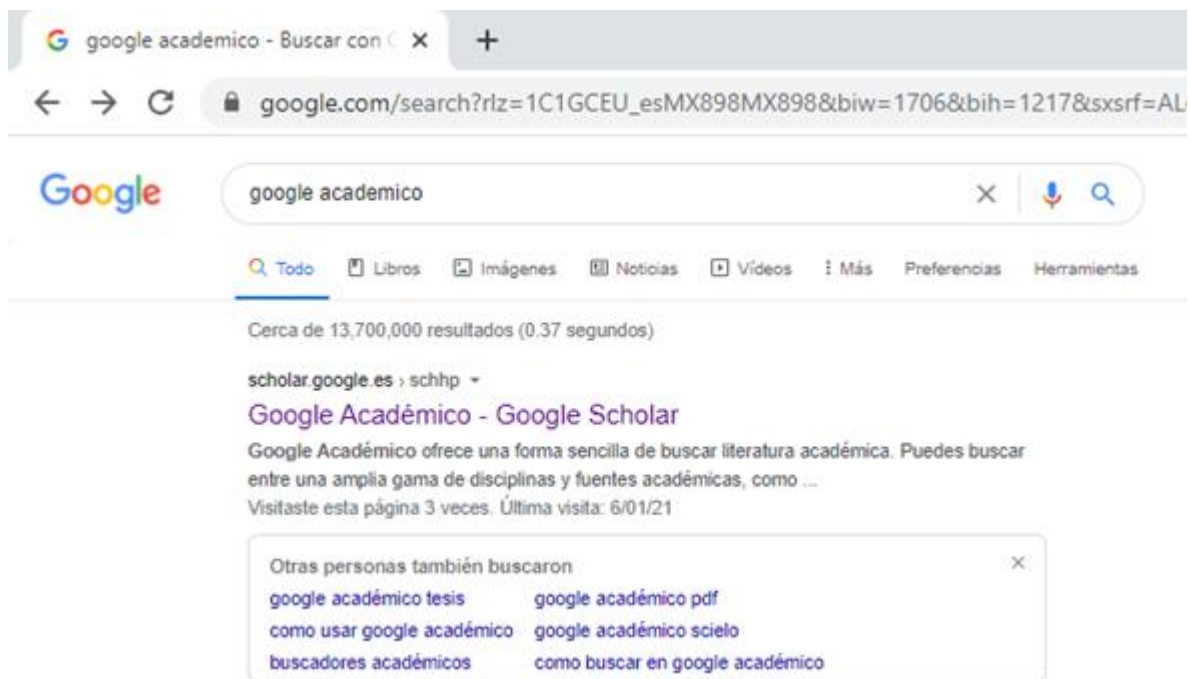 google academico - Buscar con G
google.com/search?rlz=1C1GCEU_esMX898MX898&biw=1706&bih=1217&sxsrf=AL
Google
google academico
Todo Libros Imágenes Noticias Vídeos Más Preferencias Herramientas
Cerca de 13,700,000 resultados (0.37 segundos)
scholar.google.es › schhp
Google Académico - Google Scholar
Google Académico ofrece una forma sencilla de buscar literatura académica. Puedes buscar
entre una amplia gama de disciplinas y fuentes académicas, como ...
Visitaste esta página 3 veces. Última visita: 6/01/21
Otras personas también buscaron
google académico tesis google académico pdf
como usar google académico google académico scielo
buscadores académicos como buscar en google académico